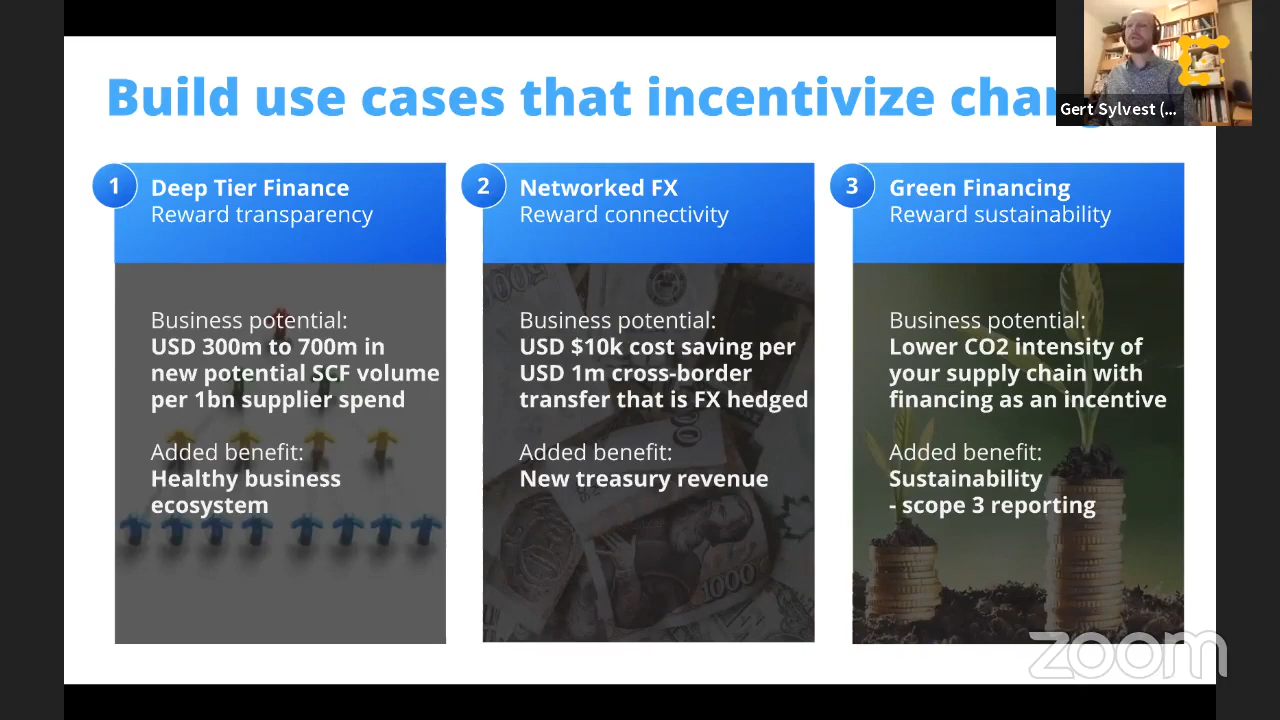 Build use cases that incentivize
Gert Sylvest (...
1
Deep Tier Finance
Reward transparency
Business potential:
USD 300m to 700m in
new potential SCF volume
per 1bn supplier spend
Added benefit:
Healthy business
ecosystem
2
Networked FX
Reward connectivity
Business potential:
USD $10k cost saving per
USD 1m cross-border
transfer that is FX hedged
Added benefit:
New treasury revenue
1000
3
Green Financing
Reward sustainability
Business potential:
Lower CO2 intensity of
your supply chain with
financing as an incentive
Added benefit:
Sustainability
- scope 3 reporting
zoom